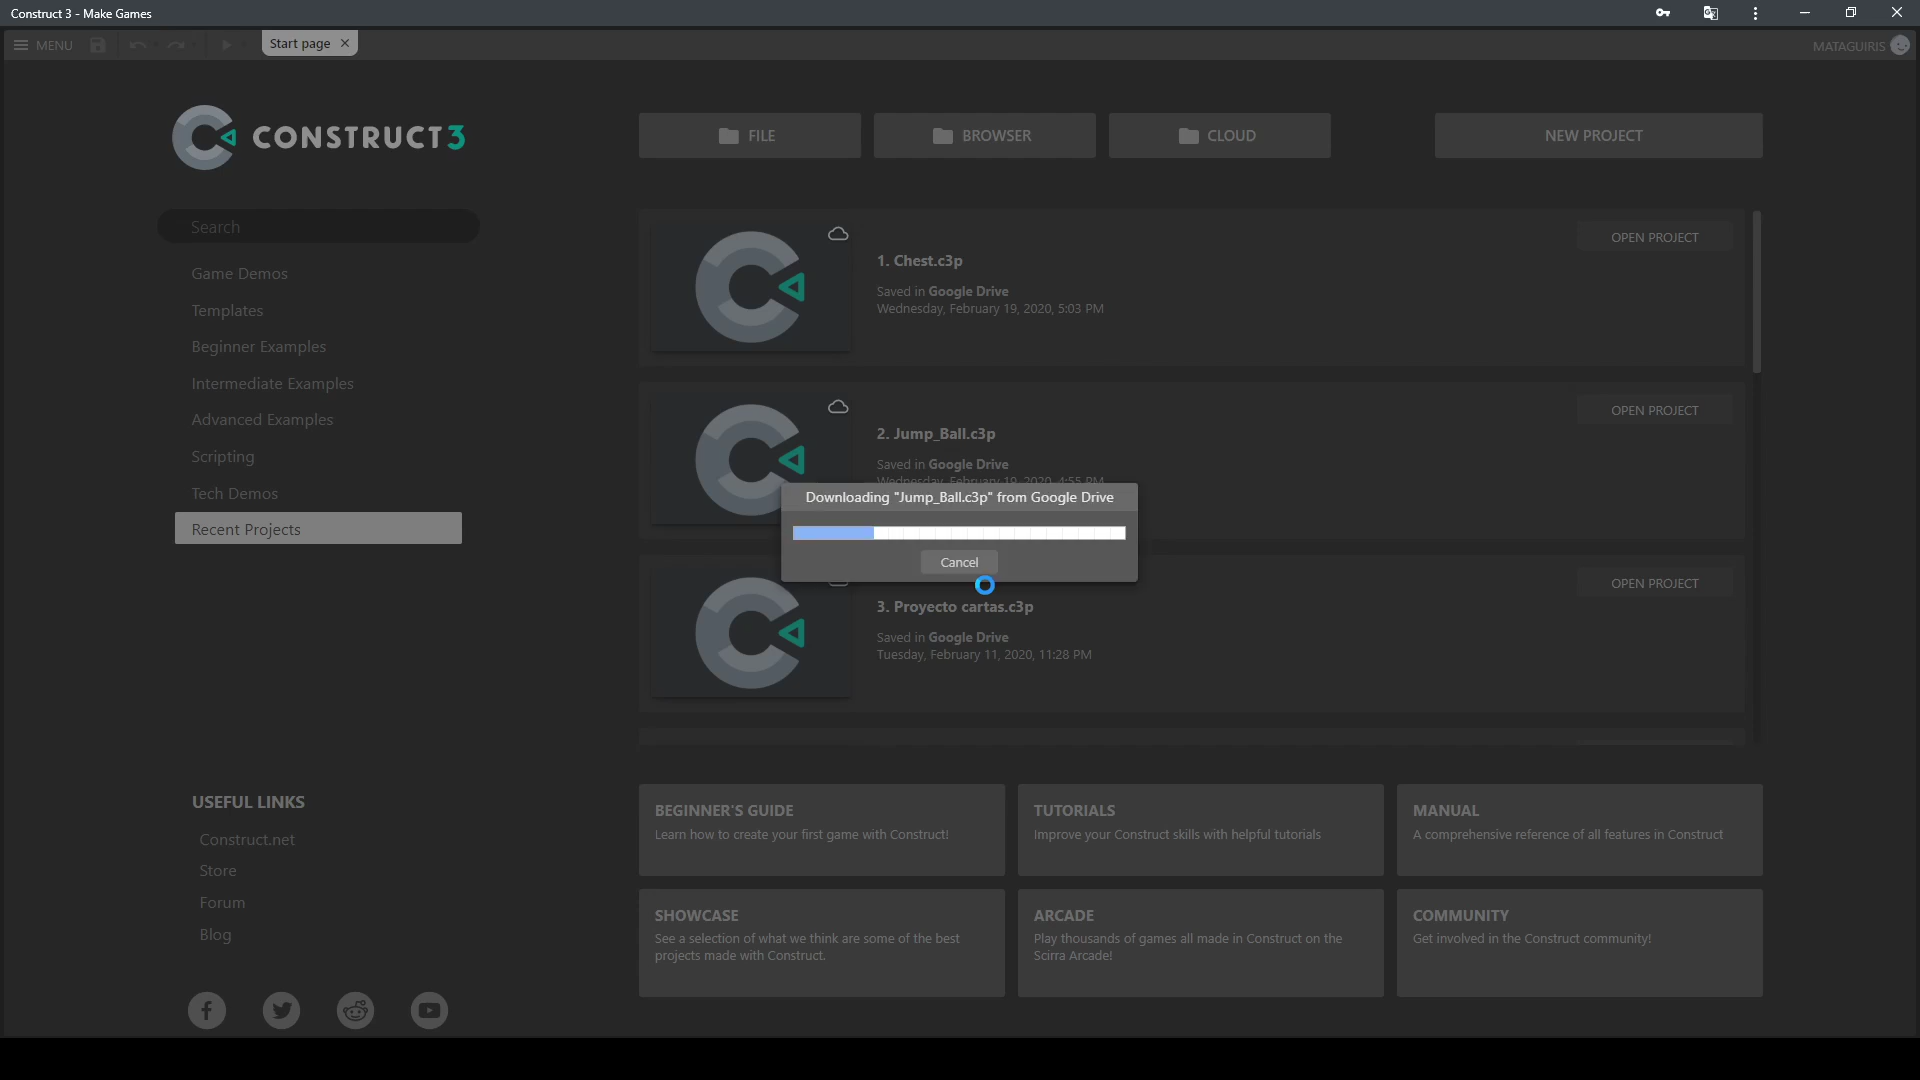 Construct 3 - Make Games
MENU
Start page
MATAGUIRIS
CONSTRUCT3
FILE
BROWSER
CLOUD
NEW PROJECT
Search
Game Demos
Templates
Beginner Examples
Intermediate Examples
Advanced Examples
Scripting
Tech Demos
Recent Projects
1. Chest.c3p
Saved in Google Drive
Wednesday, February 19, 2020, 5:03 PM
OPEN PROJECT
2. Jump_Ball.c3p
Saved in Google Drive
Wednesday, February 19, 2020, 4:55 PM
OPEN PROJECT
Downloading "Jump_Ball.c3p" from Google Drive
Cancel
3. Proyecto cartas.c3p
Saved in Google Drive
Tuesday, February 11, 2020, 11:28 PM
OPEN PROJECT
USEFUL LINKS
Construct.net
Store
Forum
Blog
BEGINNER'S GUIDE
Learn how to create your first game with Construct!
TUTORIALS
Improve your Construct skills with helpful tutorials
MANUAL
A comprehensive reference of all features in Construct
SHOWCASE
See a selection of what we think are some of the best
projects made with Construct.
ARCADE
Play thousands of games all made in Construct on the
Scirra Arcade!
COMMUNITY
Get involved in the Construct community!